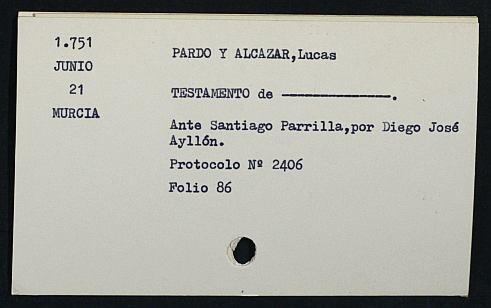 1.751
JUNIO
21
MURCIA
PARDO Y ALCAZAR,Lucas
TESTAMENTO de ———————.
Ante Santiago Parrilla,por Diego José
Ayllón.
Protocolo Nº 2406
Folio 86